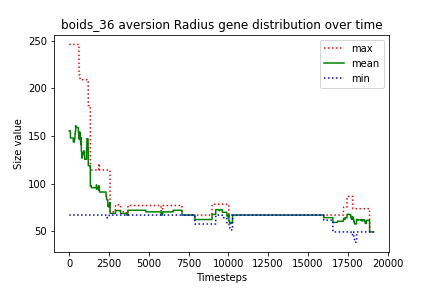 boids_36 aversion Radius gene distribution over time
250
200
150
100
50
Size value
max
mean
min
0
2500
5000
7500
10000
12500
15000
17500
20000
Timesteps